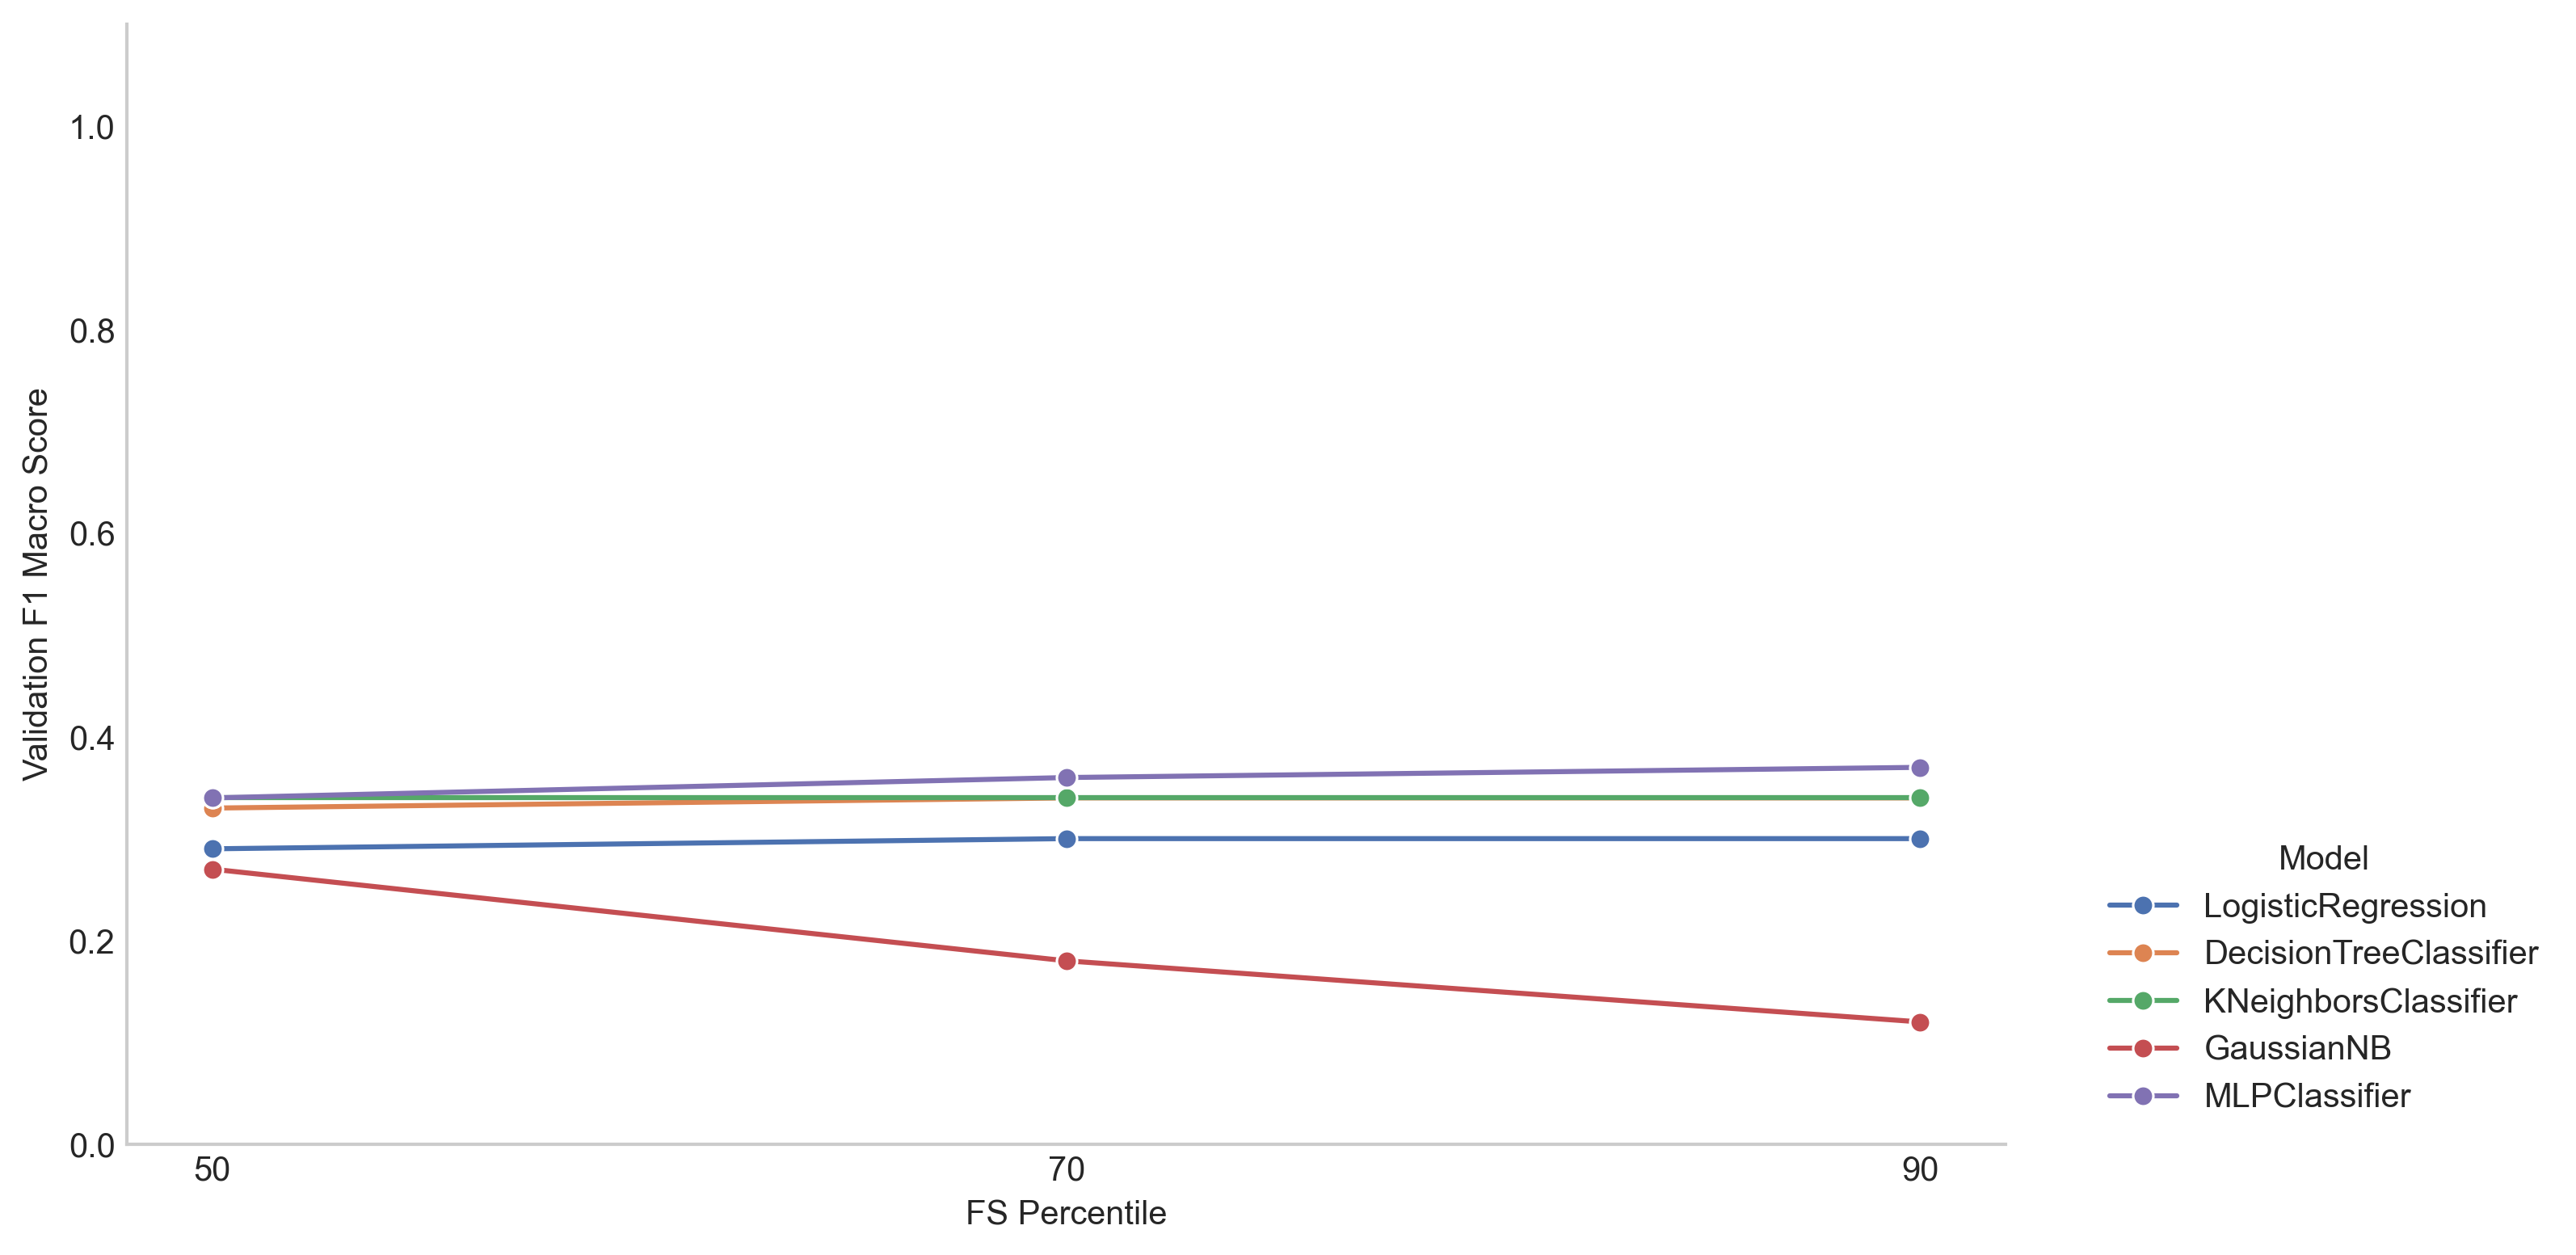 1.0
0.8
0.6
0.4
0.2
0.0
Validation F1 Macro Score
50 70 90
FS Percentile
Model
LogisticRegression
DecisionTreeClassifier
KNeighborsClassifier
GaussianNB
MLPClassifier